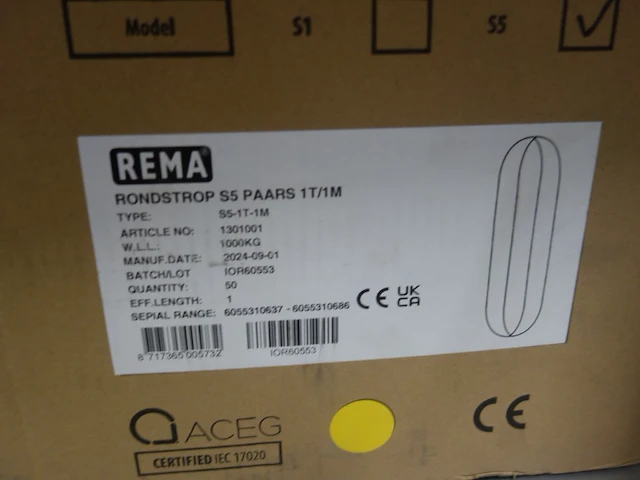 Model S1 S5
REMA
RONDSTROP S5 PAARS 1T/1M
TYPE: S5-1T-1M
ARTICLE NO: 1301001
W.L.L.: 1000KG
MANUF.DATE: 2024-09-01
BATCH/LOT IOR60553
QUANTITY: 50
EFF.LENGTH: 1
SERIAL RANGE: 6055310637 - 6055310686
CE UK CA
8 717365 005732 IOR60553
ACEG CE
CERTIFIED IEC 17020